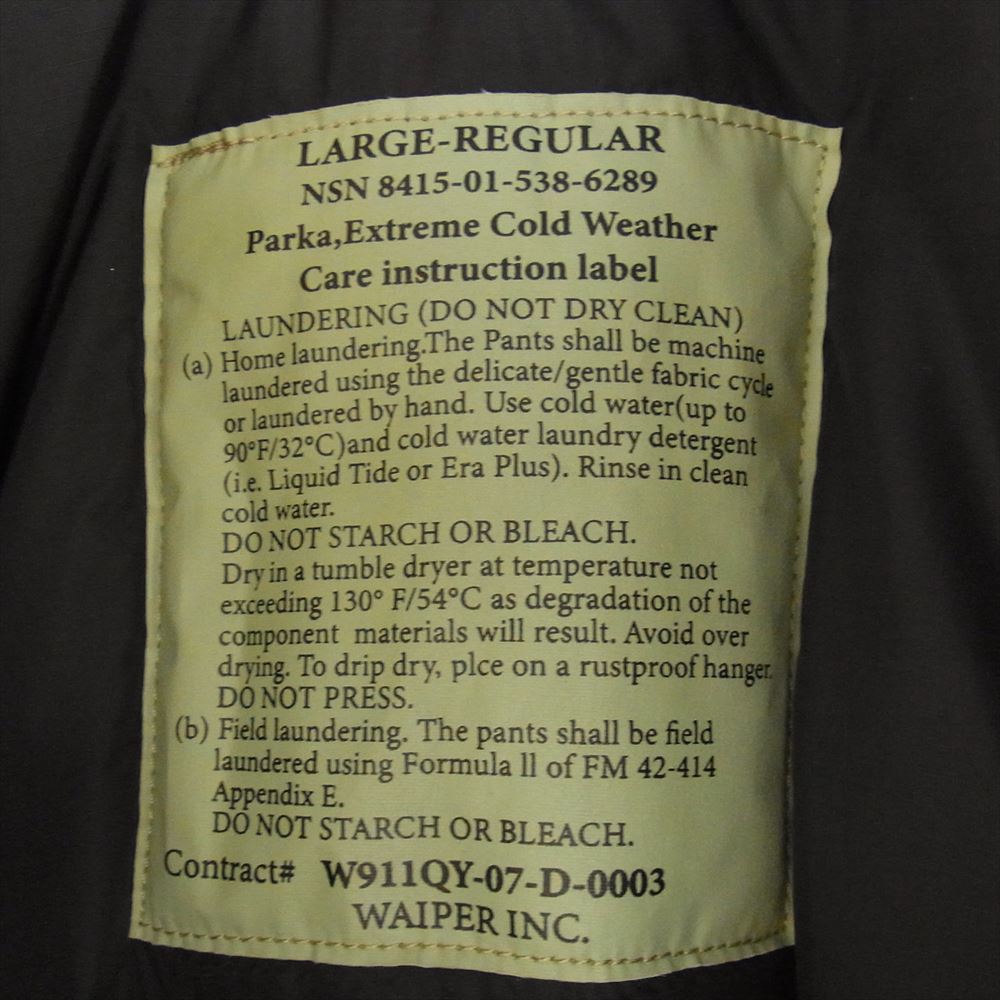 LARGE-REGULAR
NSN 8415-01-538-6289
Parka,Extreme Cold Weather
Care instruction label
LAUNDERING (DO NOT DRY CLEAN)
(a) Home laundering.The Pants shall be machine
laundered using the delicate/gentle fabric cycle
or laundered by hand. Use cold water(up to
90°F/32°C)and cold water laundry detergent
(i.e. Liquid Tide or Era Plus). Rinse in clean
cold water.
DO NOT STARCH OR BLEACH.
Dry in a tumble dryer at temperature not
exceeding 130° F/54°C as degradation of the
component materials will result. Avoid over
drying. To drip dry, plce on a rustproof hanger.
DO NOT PRESS.
(b) Field laundering. The pants shall be field
laundered using Formula ll of FM 42-414
Appendix E.
DO NOT STARCH OR BLEACH.
Contract# W911QY-07-D-0003
WAIPER INC.